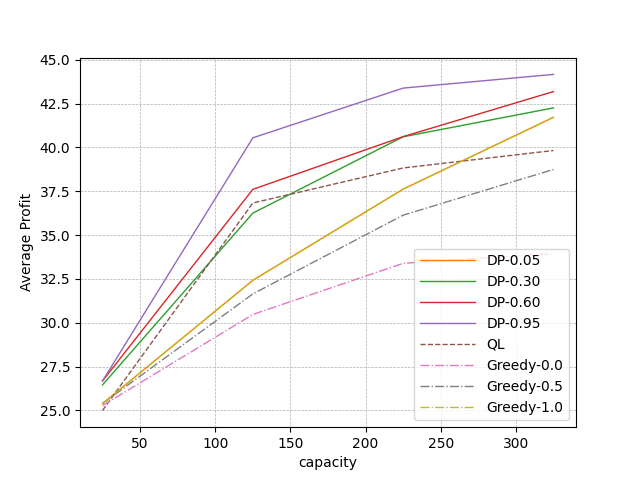 45.0
42.5
40.0
37.5
35.0
32.5
30.0
27.5
25.0
Average Profit
50
100
150
200
250
300
capacity
DP-0.05
DP-0.30
DP-0.60
DP-0.95
QL
Greedy-0.0
Greedy-0.5
Greedy-1.0